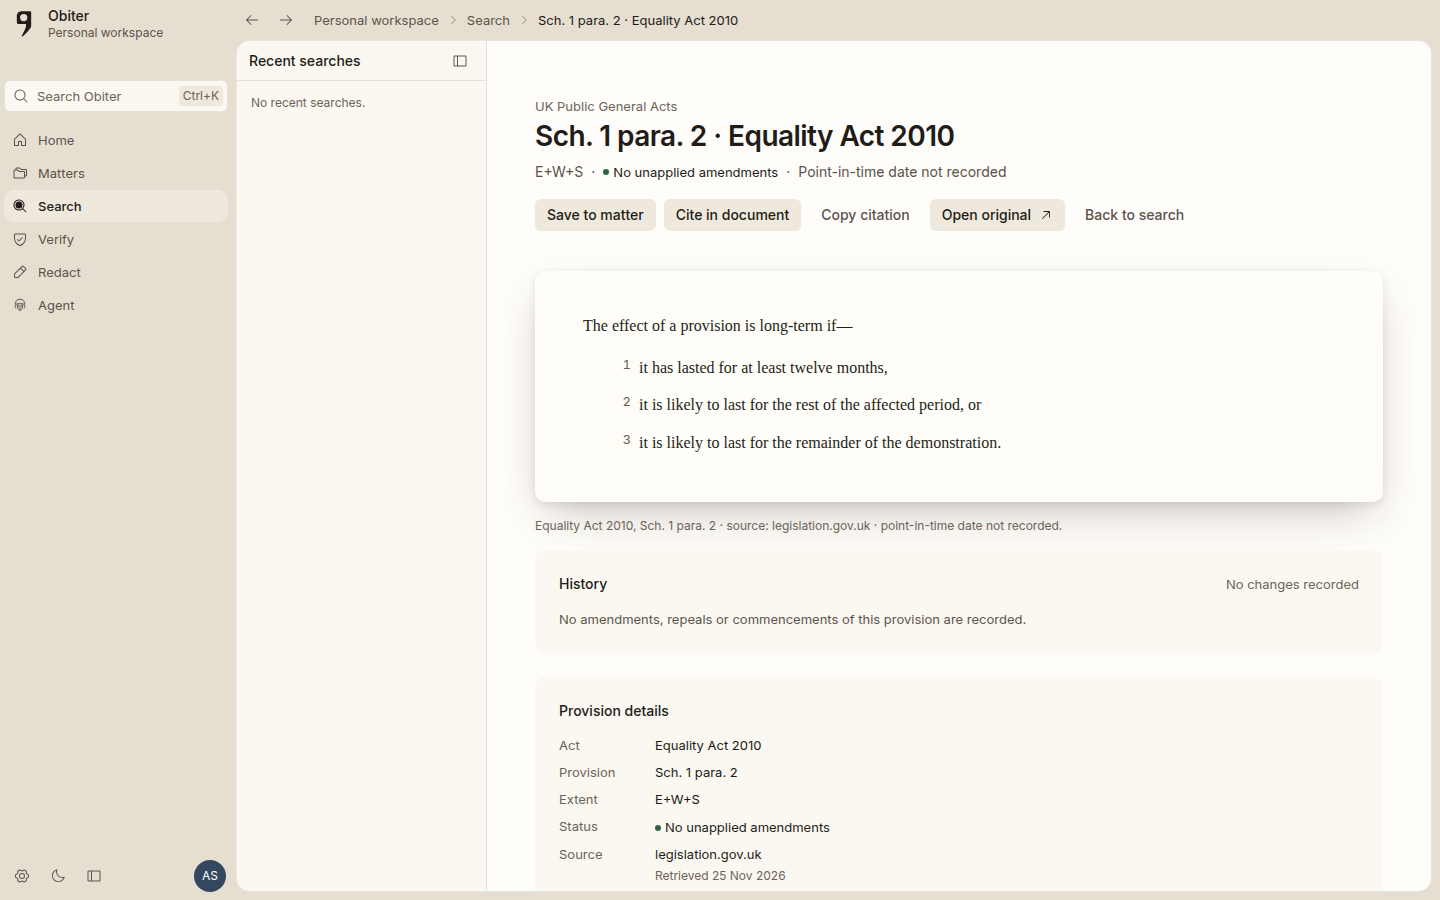 Obiter
Personal workspace
Search Obiter Ctrl+K
Home
Matters
Search
Verify
Redact
Agent
AS
Personal workspace > Search > Sch. 1 para. 2 · Equality Act 2010
Recent searches
No recent searches.
UK Public General Acts
Sch. 1 para. 2 · Equality Act 2010
E+W+S · No unapplied amendments · Point-in-time date not recorded
Save to matter Cite in document Copy citation Open original Back to search
The effect of a provision is long-term if—
1 it has lasted for at least twelve months,
2 it is likely to last for the rest of the affected period, or
3 it is likely to last for the remainder of the demonstration.
Equality Act 2010, Sch. 1 para. 2 · source: legislation.gov.uk · point-in-time date not recorded.
History No changes recorded
No amendments, repeals or commencements of this provision are recorded.
Provision details
Act Equality Act 2010
Provision Sch. 1 para. 2
Extent E+W+S
Status No unapplied amendments
Source legislation.gov.uk
Retrieved 25 Nov 2026